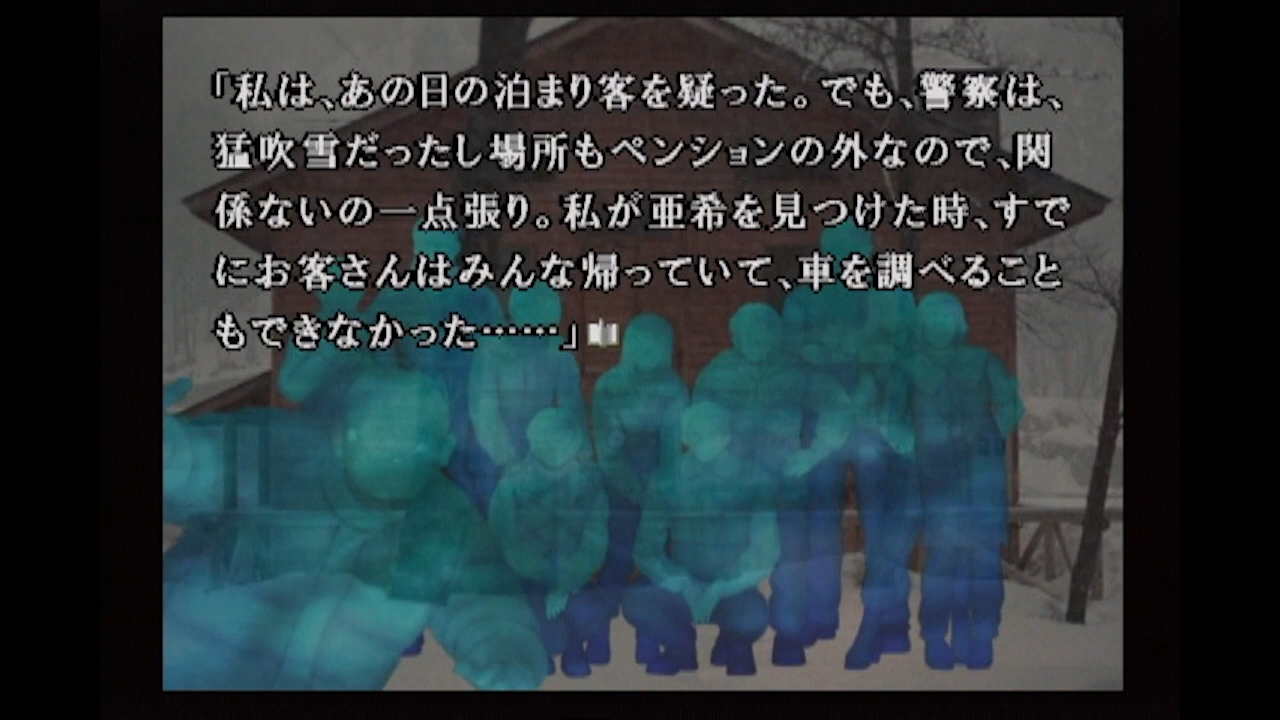 「私は、あの日の泊まり客を疑った。でも、警察は、
猛吹雪だったし場所もペンションの外なので、関
係ないの一点張り。私が亜希を見つけた時、すで
にお客さんはみんな帰っていて、車を調べること
もできなかった……」